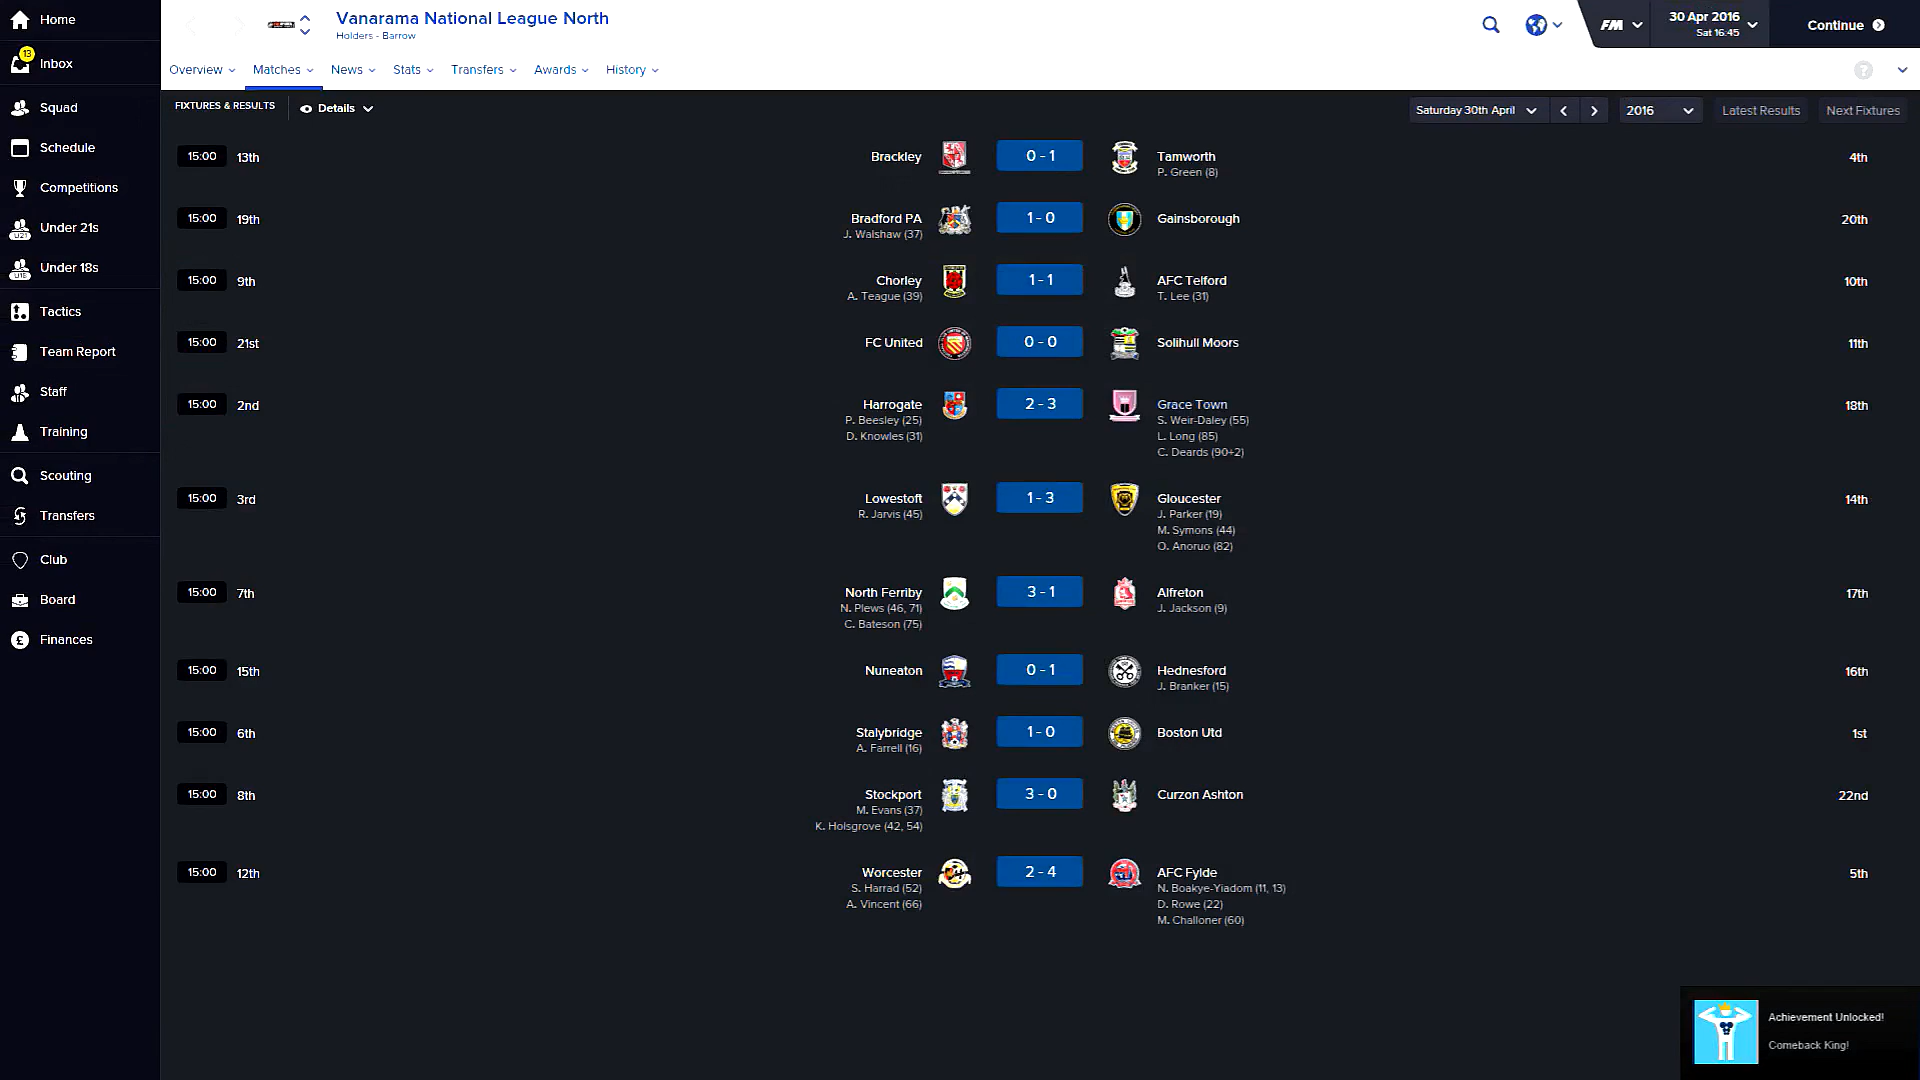 Home
13
Inbox
Squad
Schedule
Competitions
Under 21s
Under 18s
Tactics
Team Report
Staff
Training
Scouting
Transfers
Club
Board
Finances
Vanarama National League North
Holders - Barrow
FM
30 Apr 2016
Sat 16:45
Continue
Overview
Matches
News
Stats
Transfers
Awards
History
?
FIXTURES & RESULTS
Details
Saturday 30th April
2016
Latest Results
Next Fixtures
15:00 13th Brackley 0 - 1 Tamworth 4th
P. Green (8)
15:00 19th Bradford PA 1 - 0 Gainsborough 20th
J. Walshaw (37)
15:00 9th Chorley 1 - 1 AFC Telford 10th
A. Teague (39) T. Lee (31)
15:00 21st FC United 0 - 0 Solihull Moors 11th
15:00 2nd Harrogate 2 - 3 Grace Town 18th
P. Beesley (25) S. Weir-Daley (55)
D. Knowles (31) L. Long (85)
C. Deards (90+2)
15:00 3rd Lowestoft 1 - 3 Gloucester 14th
R. Jarvis (45) J. Parker (19)
M. Symons (44)
O. Anoruo (82)
15:00 7th North Ferriby 3 - 1 Alfreton 17th
N. Plews (46, 71) J. Jackson (9)
C. Bateson (75)
15:00 15th Nuneaton 0 - 1 Hednesford 16th
J. Branker (15)
15:00 6th Stalybridge 1 - 0 Boston Utd 1st
A. Farrell (16)
15:00 8th Stockport 3 - 0 Curzon Ashton 22nd
M. Evans (37)
K. Holsgrove (42, 54)
15:00 12th Worcester 2 - 4 AFC Fylde 5th
S. Harrad (52) N. Boakye-Yiadom (11, 13)
A. Vincent (66) D. Rowe (22)
M. Challoner (60)
Achievement Unlocked!
Comeback King!